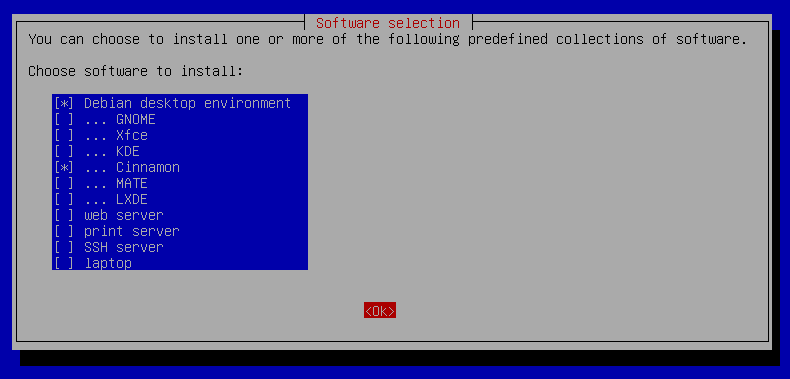 Software selection
You can choose to install one or more of the following predefined collections of software.
Choose software to install:
[*] Debian desktop environment
[ ] ... GNOME
[ ] ... Xfce
[ ] ... KDE
[*] ... Cinnamon
[ ] ... MATE
[ ] ... LXDE
[ ] web server
[ ] print server
[ ] SSH server
[ ] laptop
<Ok>